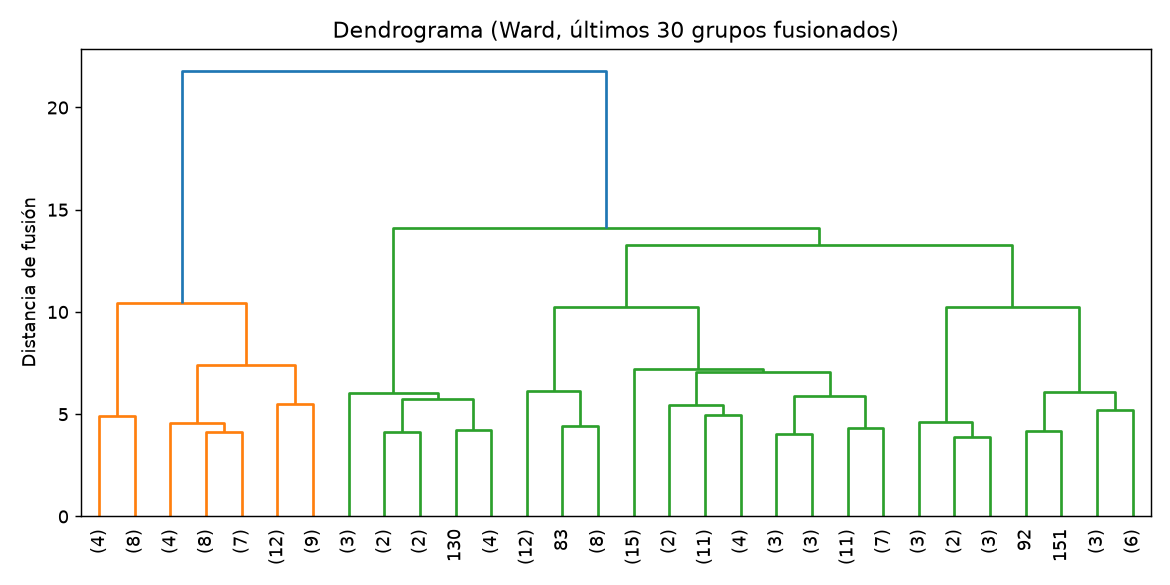 Dendrograma (Ward, últimos 30 grupos fusionados)
Distancia de fusión
20
15
10
5
0
(4) (8) (4) (8) (7) (12) (9) (3) (2) (2) 130 (4) (12) 83 (8) (15) (2) (11) (4) (3) (3) (11) (7) (3) (2) (3) 92 151 (3) (6)